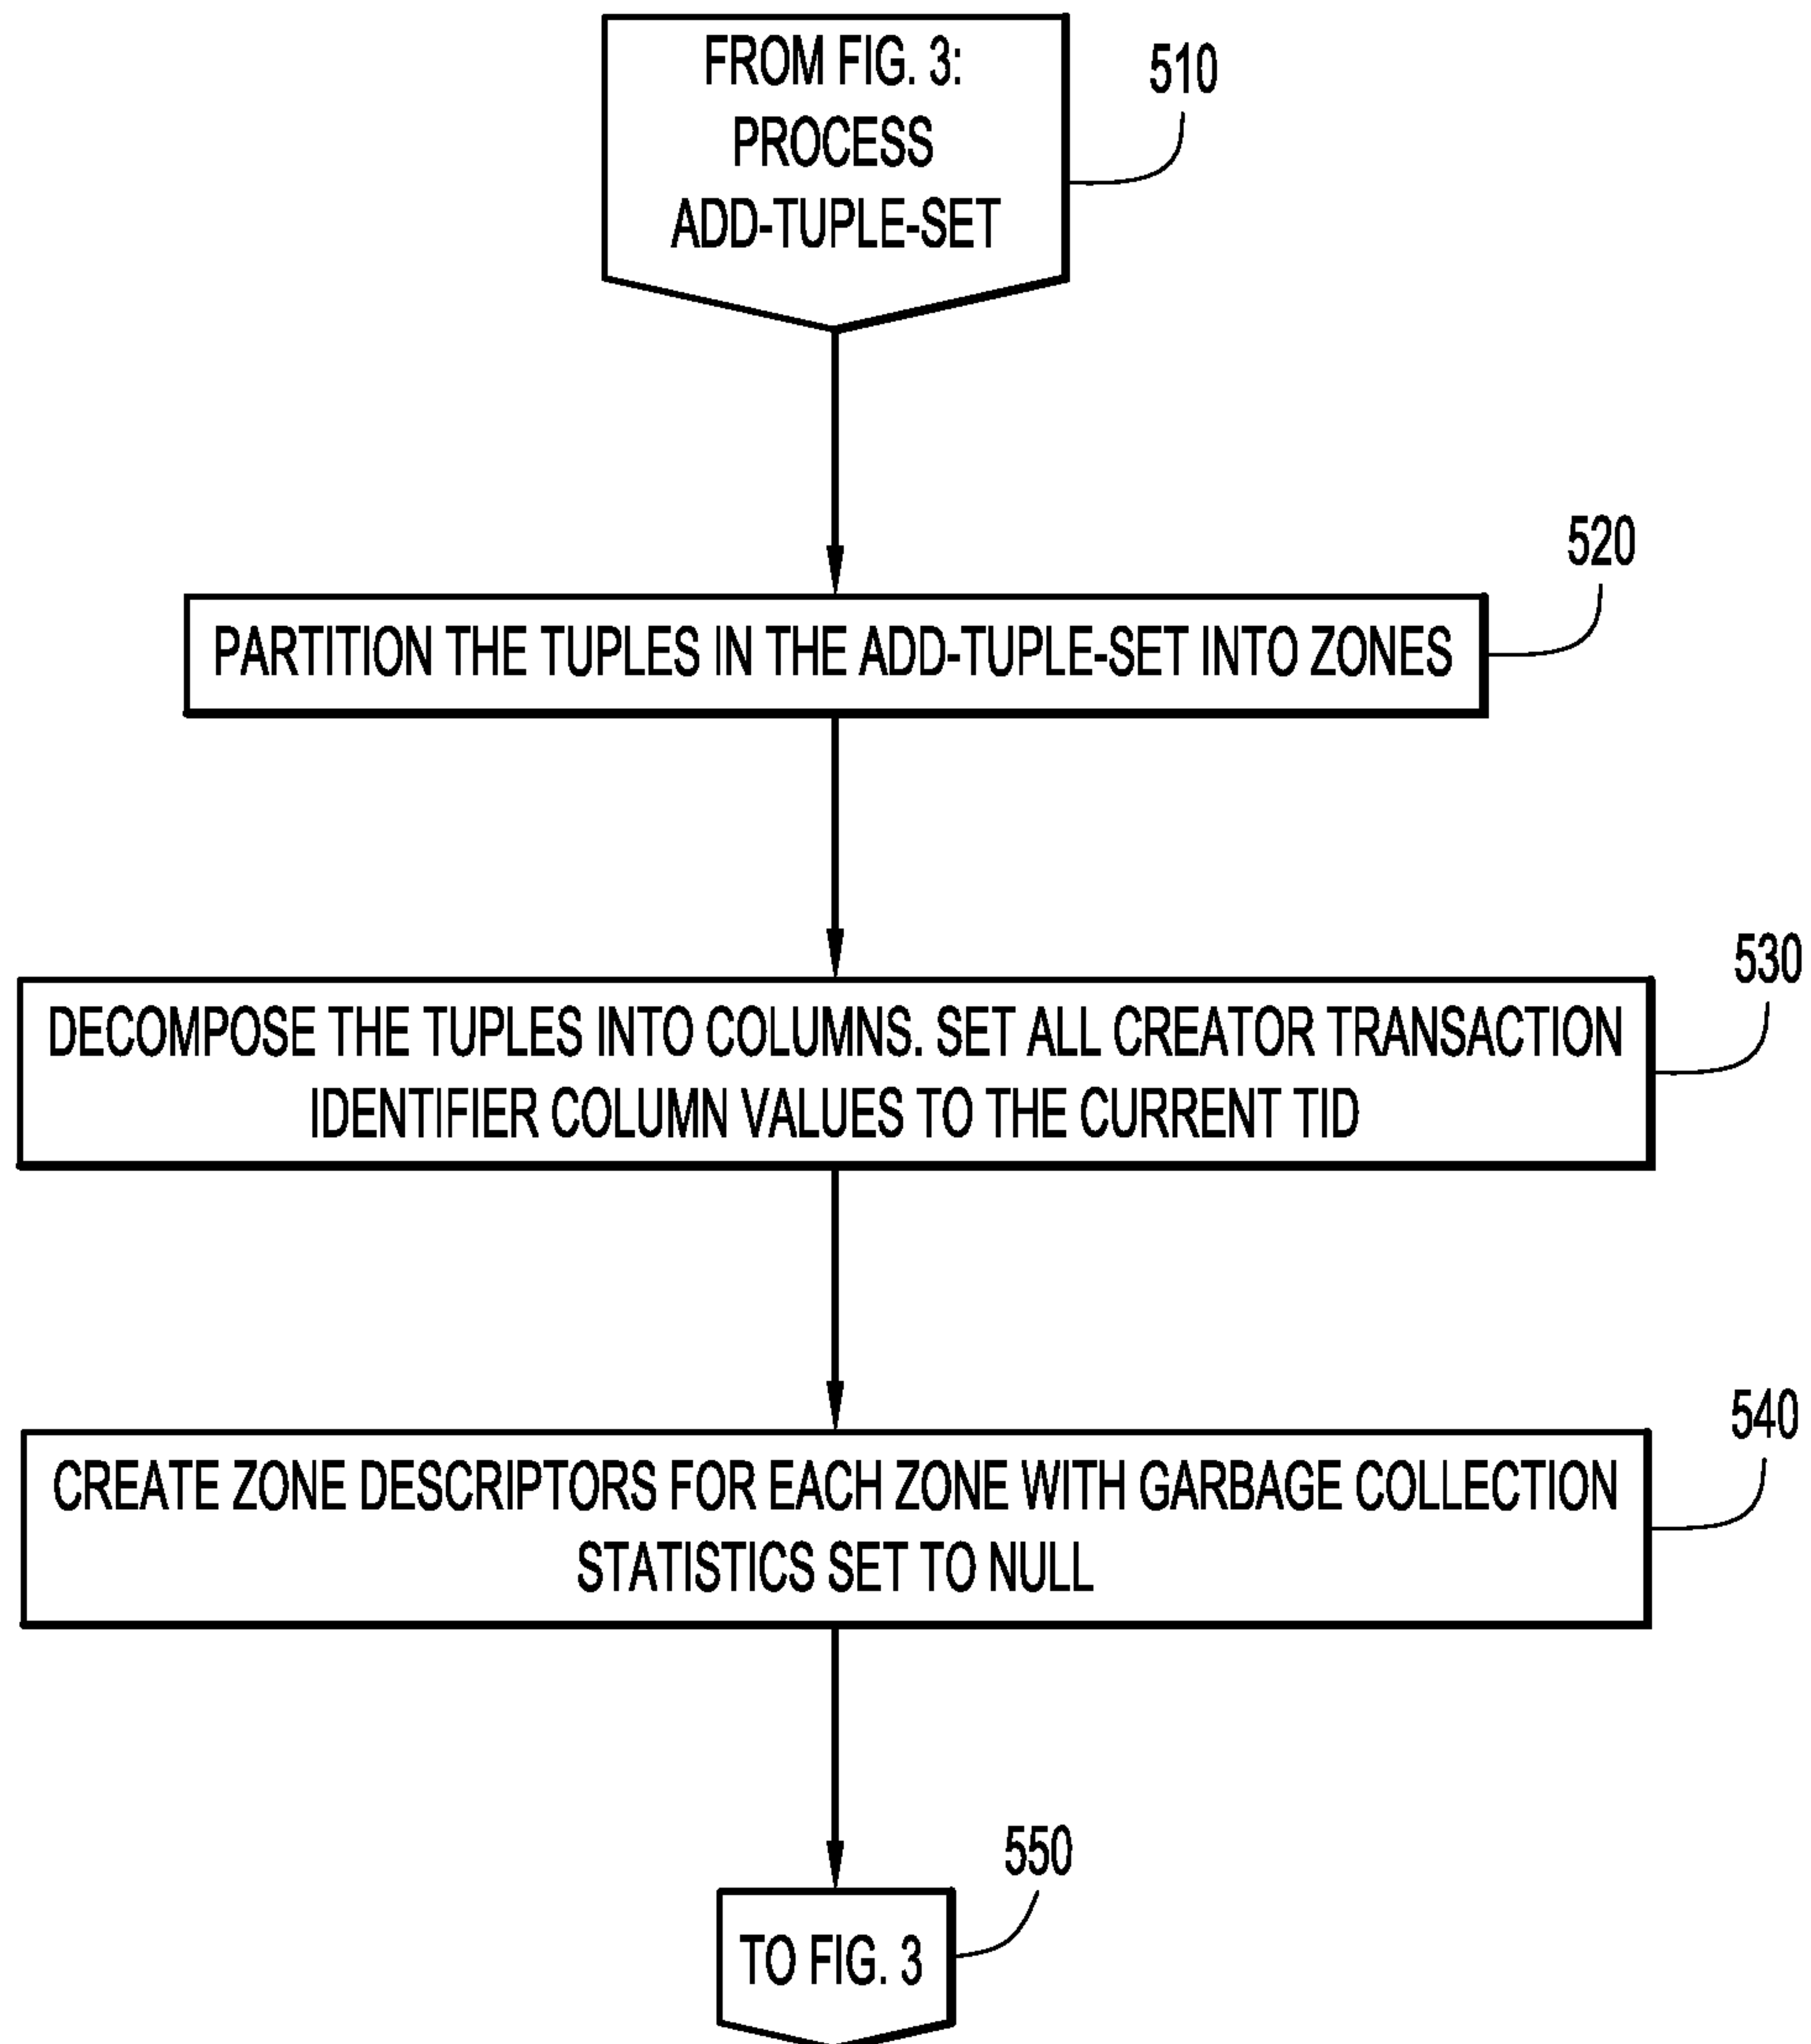 FROM FIG. 3:
PROCESS
ADD-TUPLE-SET
510
520
PARTITION THE TUPLES IN THE ADD-TUPLE-SET INTO ZONES
530
DECOMPOSE THE TUPLES INTO COLUMNS. SET ALL CREATOR TRANSACTION
IDENTIFIER COLUMN VALUES TO THE CURRENT TID
540
CREATE ZONE DESCRIPTORS FOR EACH ZONE WITH GARBAGE COLLECTION
STATISTICS SET TO NULL
550
TO FIG. 3